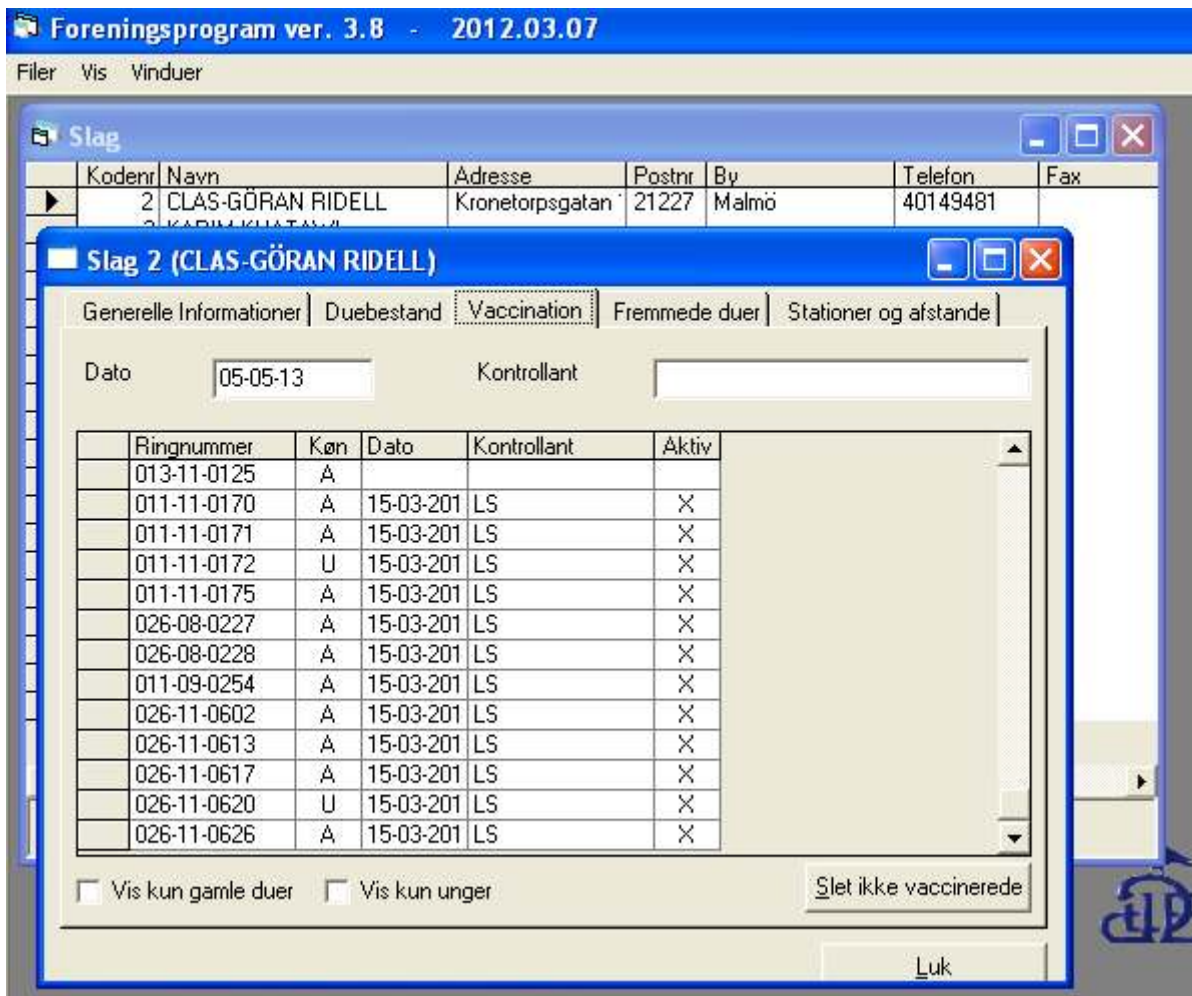 Foreningsprogram ver. 3.8 - 2012.03.07
Filer Vis Vinduer
Slag
Kodenr Navn Adresse Postnr By Telefon Fax
2 CLAS-GÖRAN RIDELL Kronetorpsgatan 21227 Malmö 40149481
Slag 2 (CLAS-GÖRAN RIDELL)
Generelle Informationer Duebestand Vaccination Fremmede duer Stationer og afstande
Dato 05-05-13 Kontrollant
Ringnummer Køn Dato Kontrollant Aktiv
013-11-0125 A
011-11-0170 A 15-03-201 LS X
011-11-0171 A 15-03-201 LS X
011-11-0172 U 15-03-201 LS X
011-11-0175 A 15-03-201 LS X
026-08-0227 A 15-03-201 LS X
026-08-0228 A 15-03-201 LS X
011-09-0254 A 15-03-201 LS X
026-11-0602 A 15-03-201 LS X
026-11-0613 A 15-03-201 LS X
026-11-0617 A 15-03-201 LS X
026-11-0620 U 15-03-201 LS X
026-11-0626 A 15-03-201 LS X
Vis kun gamle duer Vis kun unger Slet ikke vaccinerede
Luk